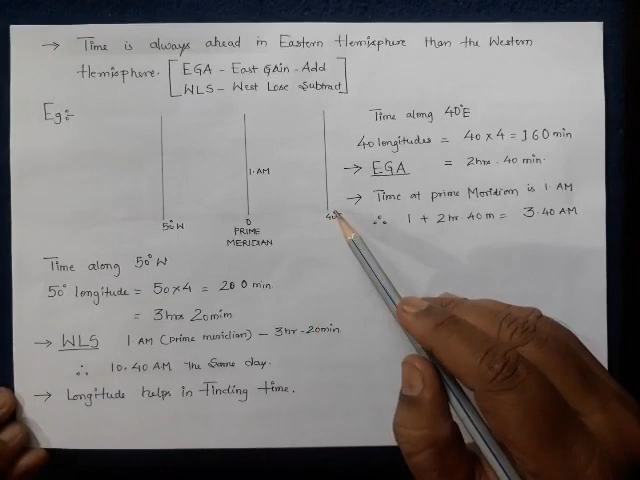 → Time is always ahead in Eastern Hemisphere than the Western
Hemisphere. [EGA - East Gain - Add
WLS - West Lose Subtract]
Eg:-
1.AM
50°W
0
PRIME
MERIDIAN
40°E
Time along 40°E
40 longitudes = 40 x 4 = 160 min
→ EGA = 2hrs. 40 min.
→ Time at prime Meridian is 1.AM
∴ 1 + 2hr 40m = 3.40 AM
Time along 50°W
50° longitude = 50x4 = 200 min
= 3hrs 20min
→ WLS 1 AM (prime meridian) - 3hr-20min
∴ 10.40 AM The Same day.
→ Longitude helps in Finding time.